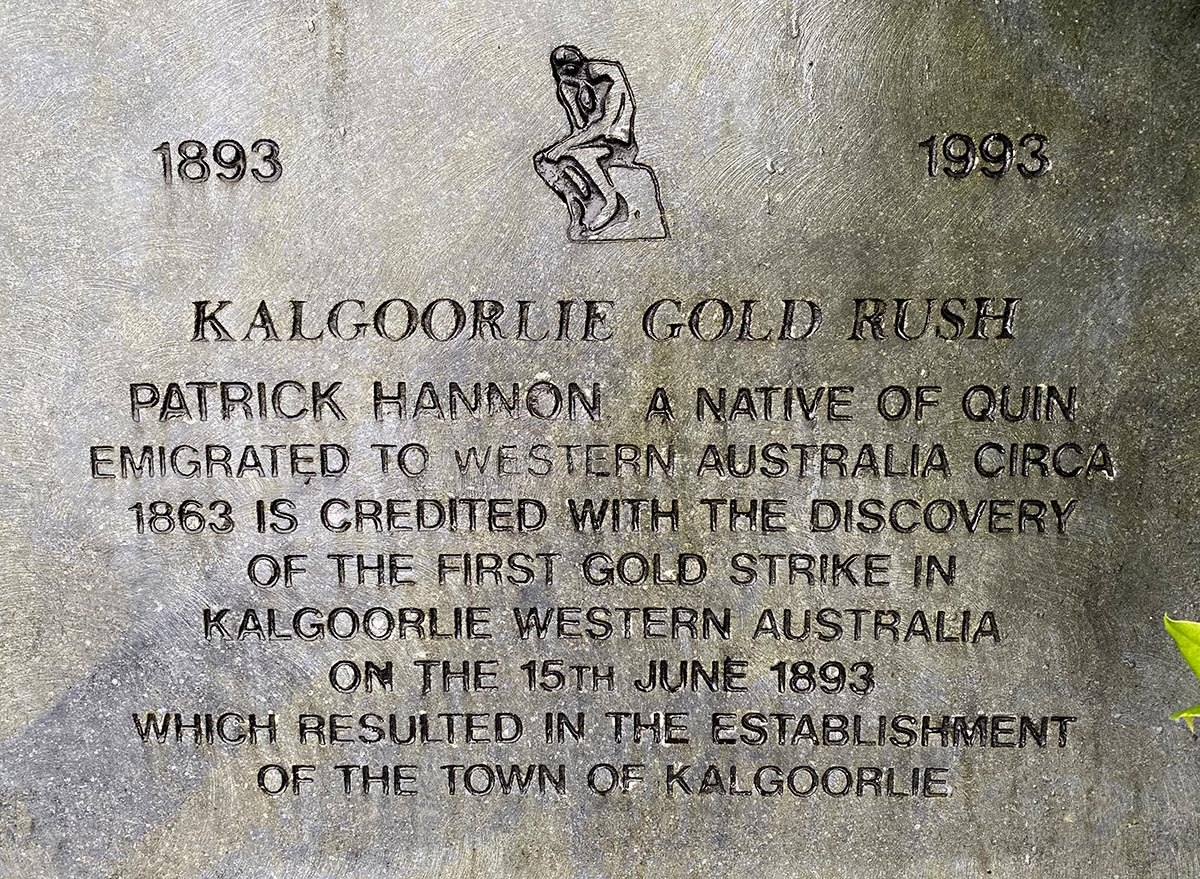 1893 1993
KALGOORLIE GOLD RUSH
PATRICK HANNON A NATIVE OF QUIN
EMIGRATED TO WESTERN AUSTRALIA CIRCA
1863 IS CREDITED WITH THE DISCOVERY
OF THE FIRST GOLD STRIKE IN
KALGOORLIE WESTERN AUSTRALIA
ON THE 15TH JUNE 1893
WHICH RESULTED IN THE ESTABLISHMENT
OF THE TOWN OF KALGOORLIE